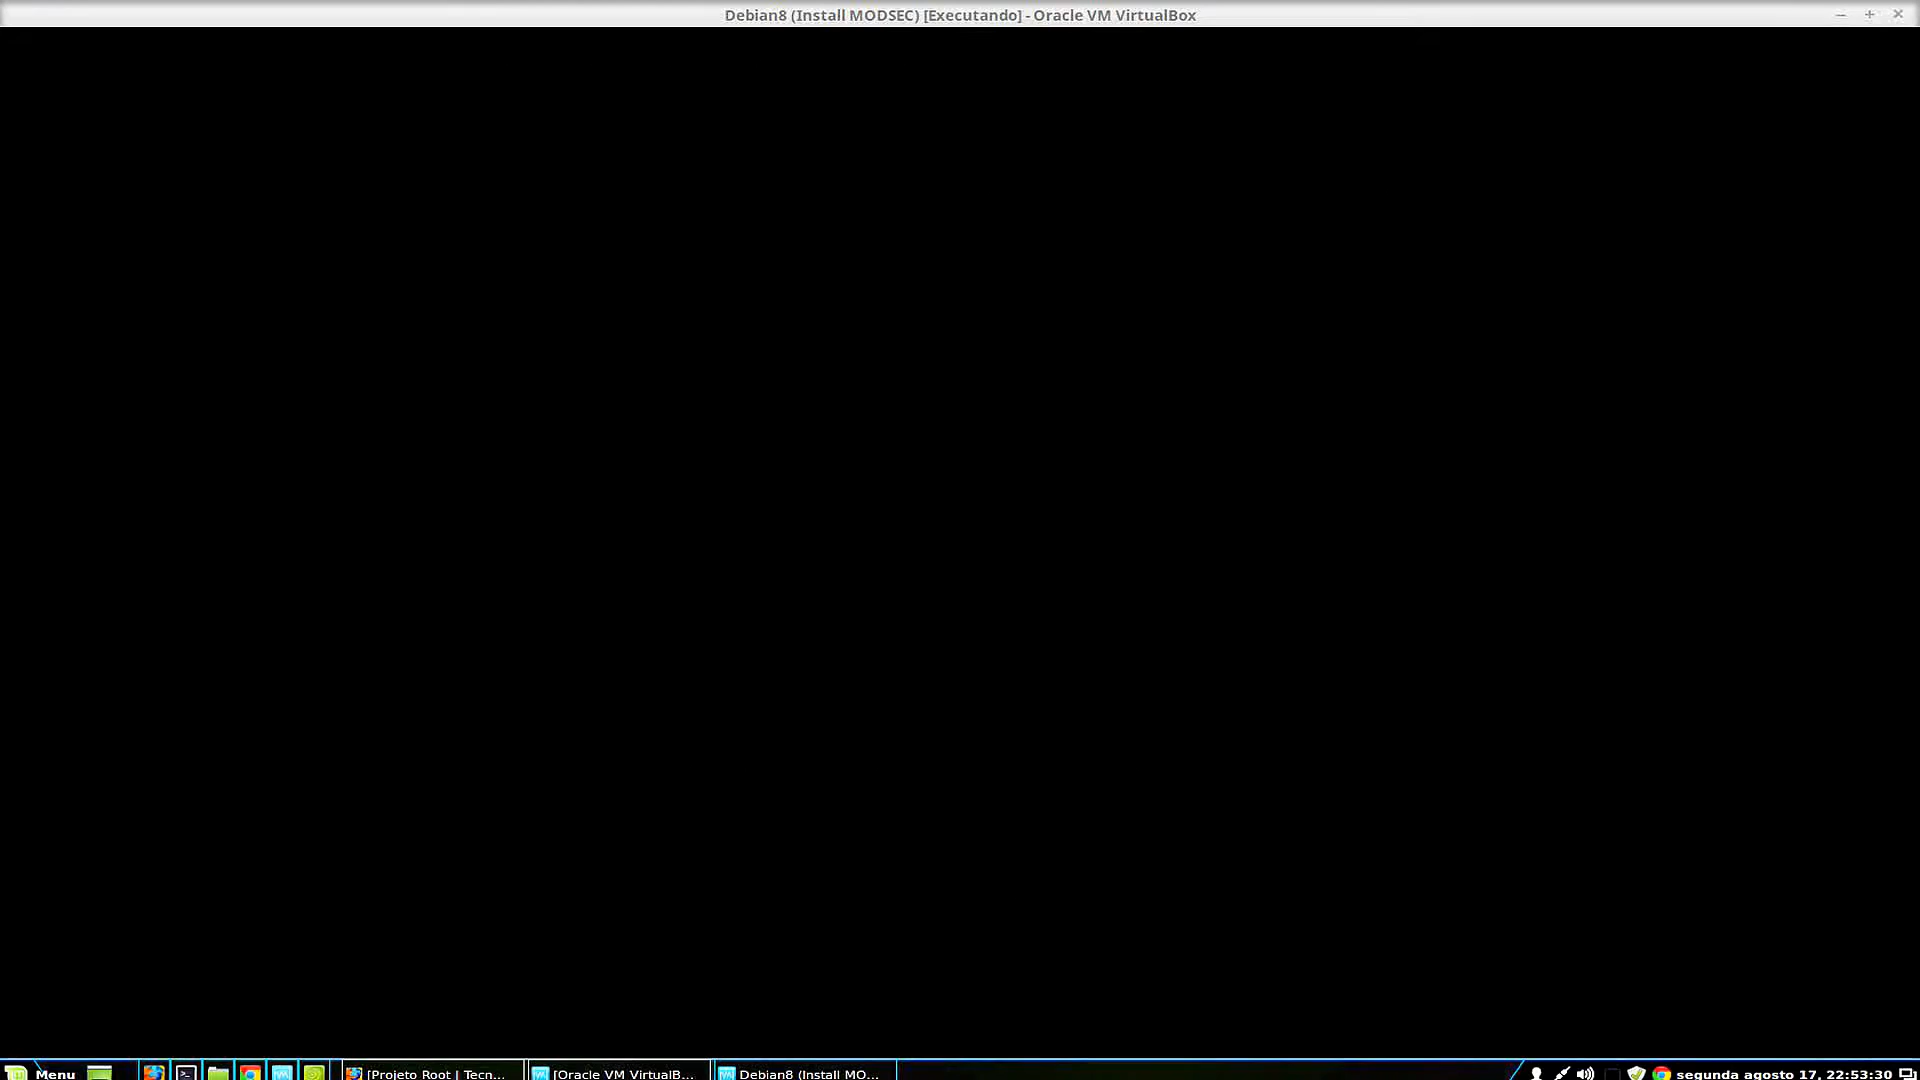 Debian8 (Install MODSEC) [Executando] - Oracle VM VirtualBox
Menu
[Projeto Root | Tecn...
[Oracle VM VirtualB...
Debian8 (Install MO...
segunda agosto 17, 22:53:30